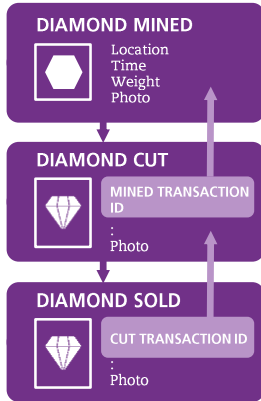 DIAMOND MINED
Location
Time
Weight
Photo
DIAMOND CUT
MINED TRANSACTION
ID
:
Photo
DIAMOND SOLD
CUT TRANSACTION ID
:
Photo